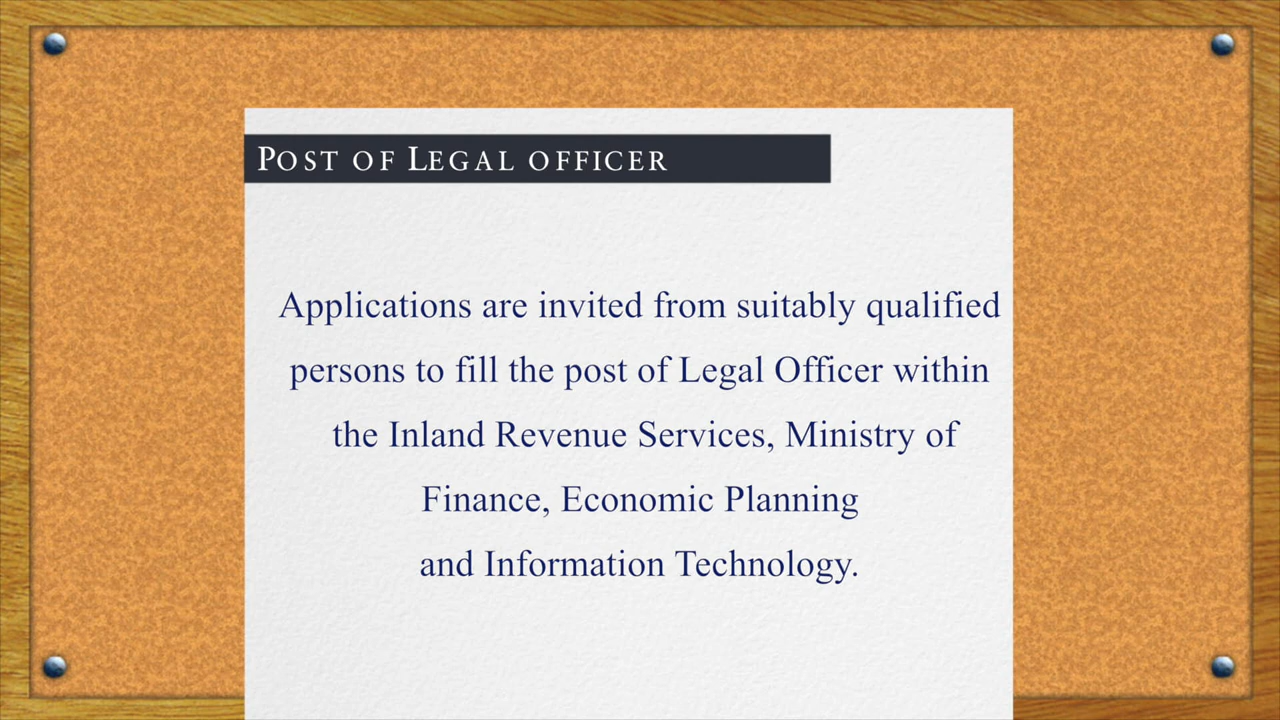 POST OF LEGAL OFFICER
Applications are invited from suitably qualified
persons to fill the post of Legal Officer within
the Inland Revenue Services, Ministry of
Finance, Economic Planning
and Information Technology.